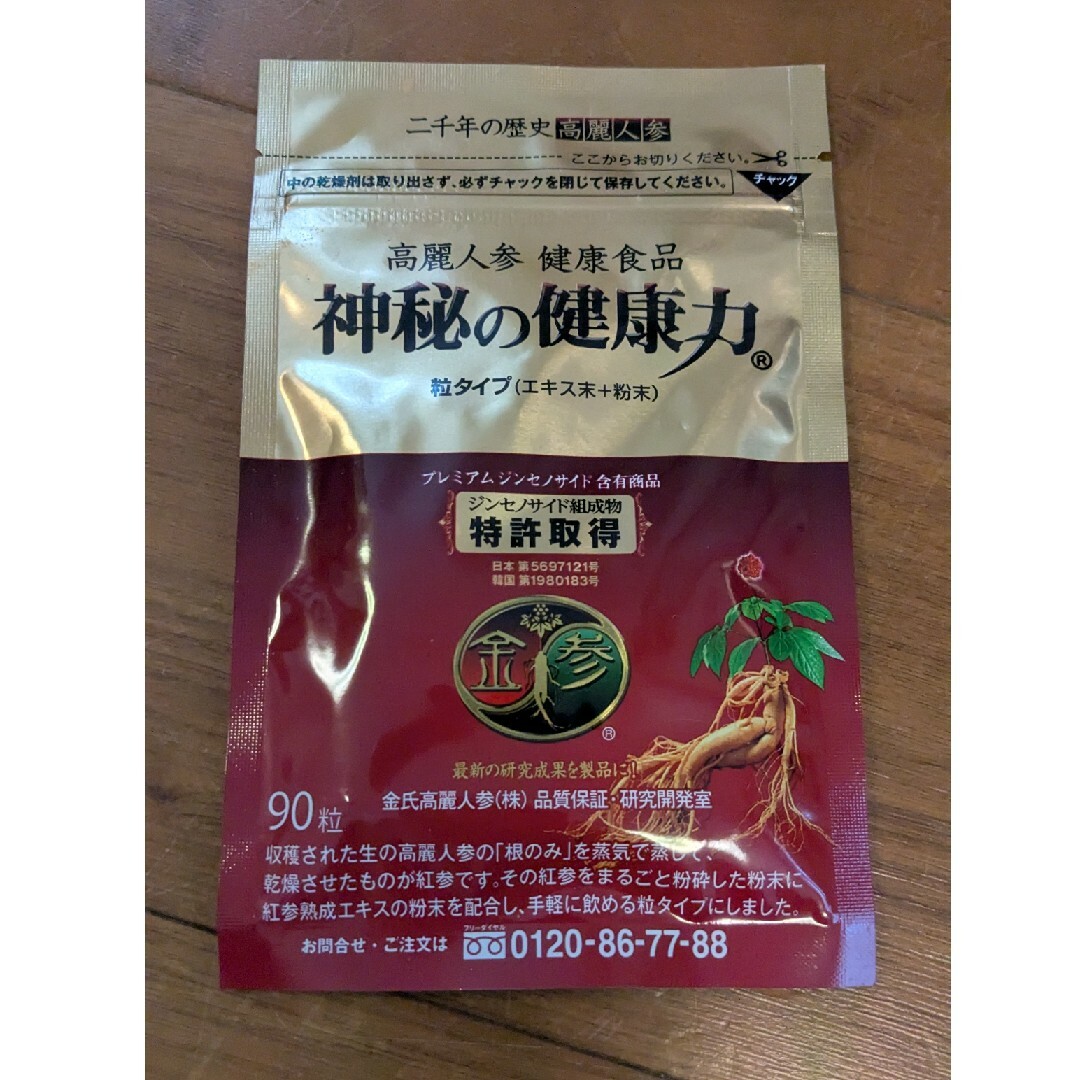 二千年の歴史 高麗人参
ここからお切りください。
中の乾燥剤は取り出さず、必ずチャックを閉じて保存してください。
チャック
高麗人参 健康食品
神秘の健康力®
粒タイプ(エキス末+粉末)
プレミアムジンセノサイド 含有商品
ジンセノサイド組成物
特許取得
日本 第5697121号
韓国 第1980183号
金 参
®
最新の研究成果を製品に!
金氏高麗人参(株) 品質保証・研究開発室
90粒
収穫された生の高麗人参の「根のみ」を蒸気で蒸して、
乾燥させたものが紅参です。その紅参をまるごと粉砕した粉末に
紅参熟成エキスの粉末を配合し、手軽に飲める粒タイプにしました。
フリーダイヤル
お問合せ・ご注文は 0120-86-77-88